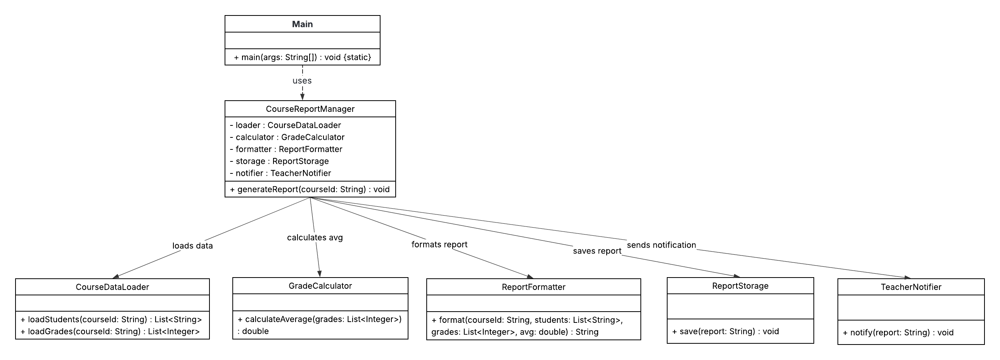 Main
+ main(args: String[]) : void {static}
uses
CourseReportManager
- loader : CourseDataLoader
- calculator : GradeCalculator
- formatter : ReportFormatter
- storage : ReportStorage
- notifier : TeacherNotifier
+ generateReport(courseId: String) : void
loads data
calculates avg
formats report
saves report
sends notification
CourseDataLoader
+ loadStudents(courseId: String) : List<String>
+ loadGrades(courseId: String) : List<Integer>
GradeCalculator
+ calculateAverage(grades: List<Integer>)
: double
ReportFormatter
+ format(courseId: String, students: List<String>,
grades: List<Integer>, avg: double) : String
ReportStorage
+ save(report: String) : void
TeacherNotifier
+ notify(report: String) : void